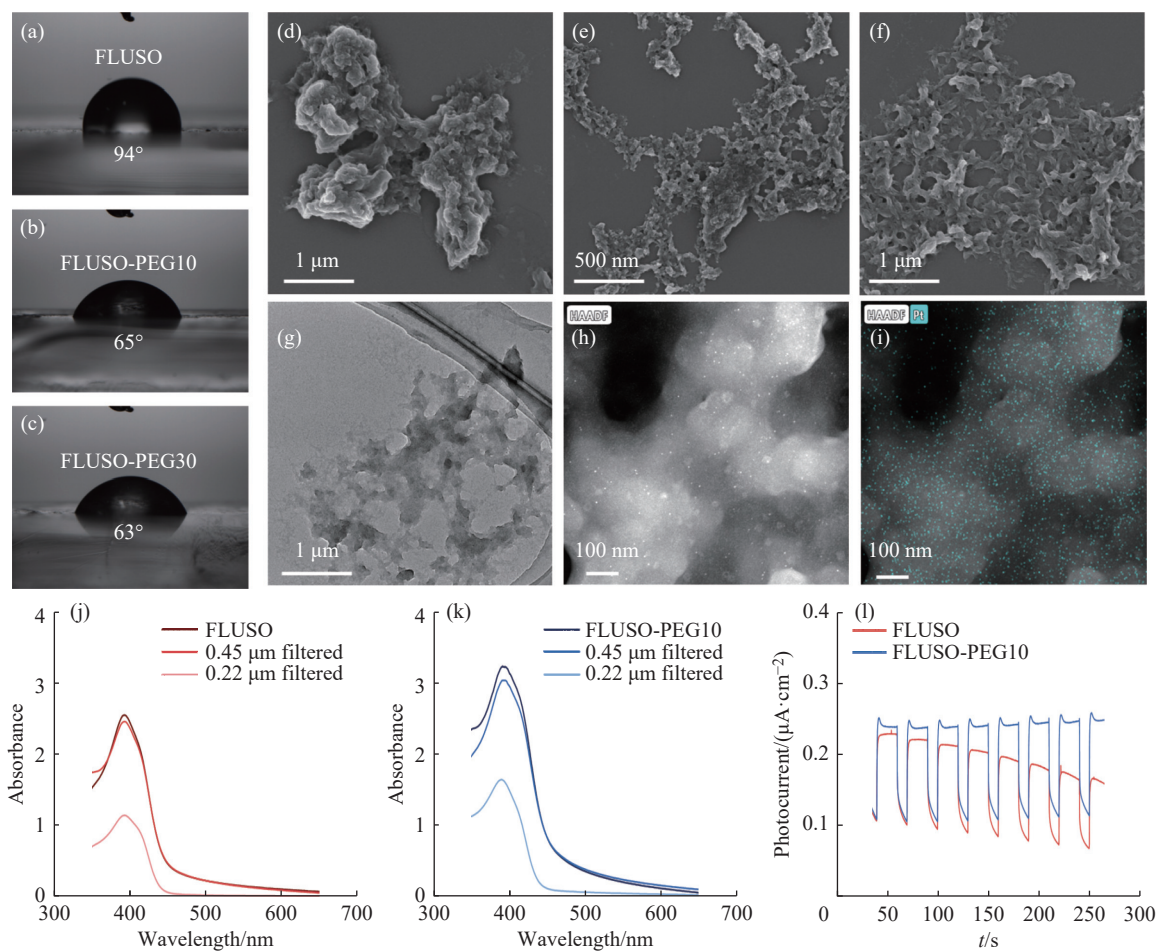 (a)
FLUSO
94°
(b)
FLUSO-PEG10
65°
(c)
FLUSO-PEG30
63°
(d)
1 μm
(e)
500 nm
(f)
1 μm
(g)
1 μm
(h)
HAADF
100 nm
(i)
HAADF Pt
100 nm
(j)
FLUSO
0.45 μm filtered
0.22 μm filtered
Absorbance
4
3
2
1
0
300 400 500 600 700
Wavelength/nm
(k)
FLUSO-PEG10
0.45 μm filtered
0.22 μm filtered
Absorbance
4
3
2
1
0
300 400 500 600 700
Wavelength/nm
(l)
FLUSO
FLUSO-PEG10
Photocurrent/(μA·cm⁻²)
0.4
0.3
0.2
0.1
0 50 100 150 200 250 300
t/s